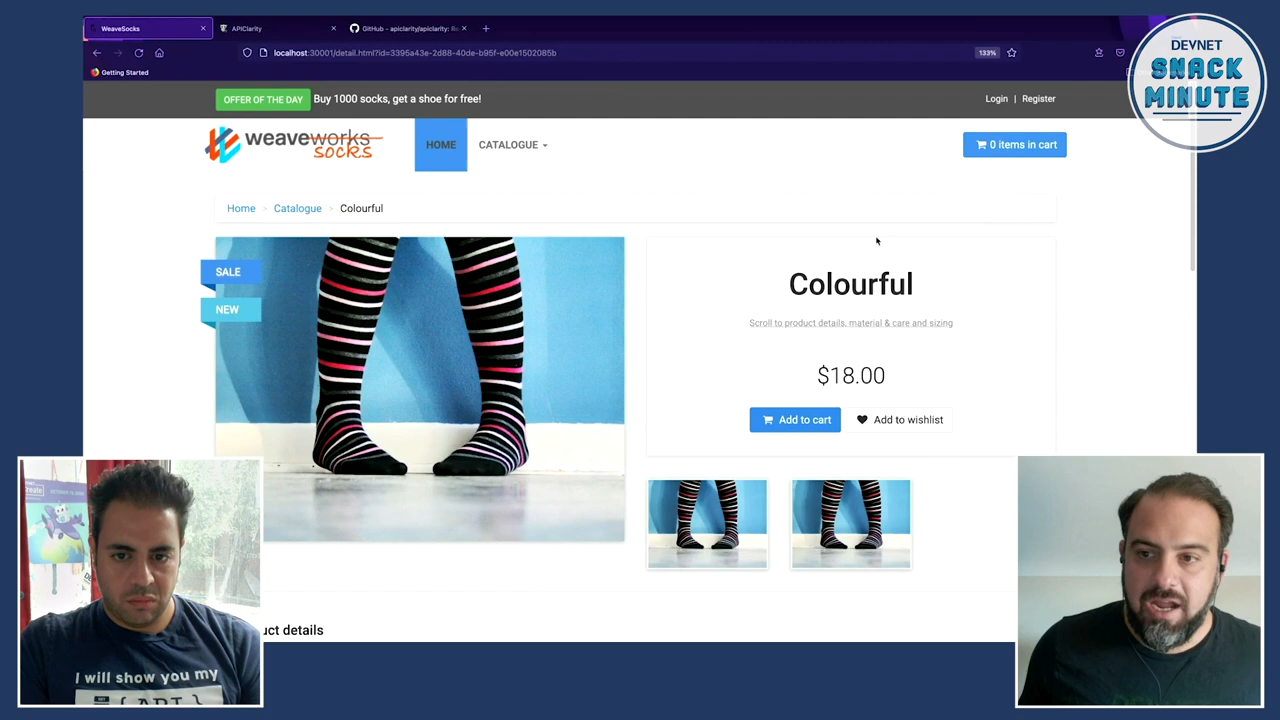 WeaveSocks
APIClarity
GitHub - apiclarity/apiclarity: Re
localhost:30001/detail.html?id=3395a43e-2d88-40de-b95f-e00e1502085b
133%
Getting Started
DEVNET
SNACK
MINUTE
OFFER OF THE DAY Buy 1000 socks, get a shoe for free!
Login | Register
weaveworks
socks
HOME
CATALOGUE
0 items in cart
Home > Catalogue > Colourful
SALE
NEW
Colourful
Scroll to product details, material & care and sizing
$18.00
Add to cart
Add to wishlist
uct details
I will show you my
{ API }